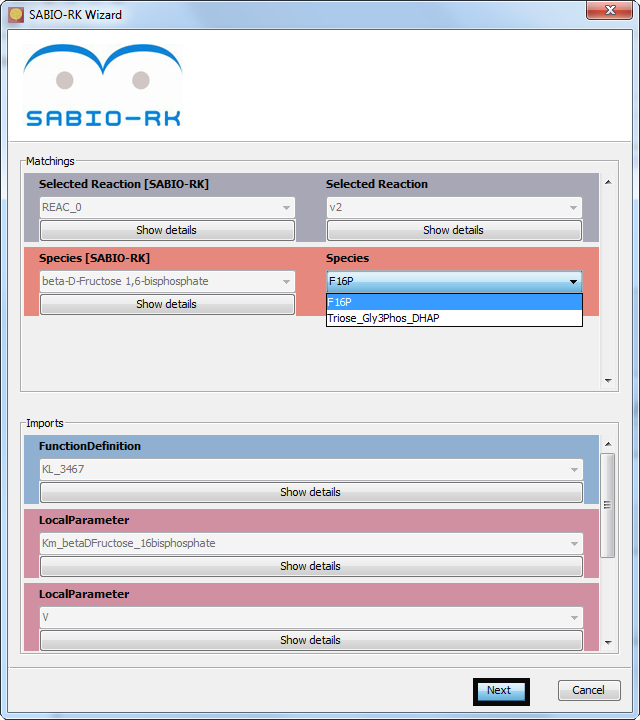 SABIO-RK Wizard
SABIO-RK
Matchings
Selected Reaction [SABIO-RK] Selected Reaction
REAC_0 v2
Show details Show details
Species [SABIO-RK] Species
beta-D-Fructose 1,6-bisphosphate F16P
Show details F16P
Triose_Gly3Phos_DHAP
Imports
FunctionDefinition
KL_3467
Show details
LocalParameter
Km_betaDFructose_16bisphosphate
Show details
LocalParameter
V
Show details
Next Cancel